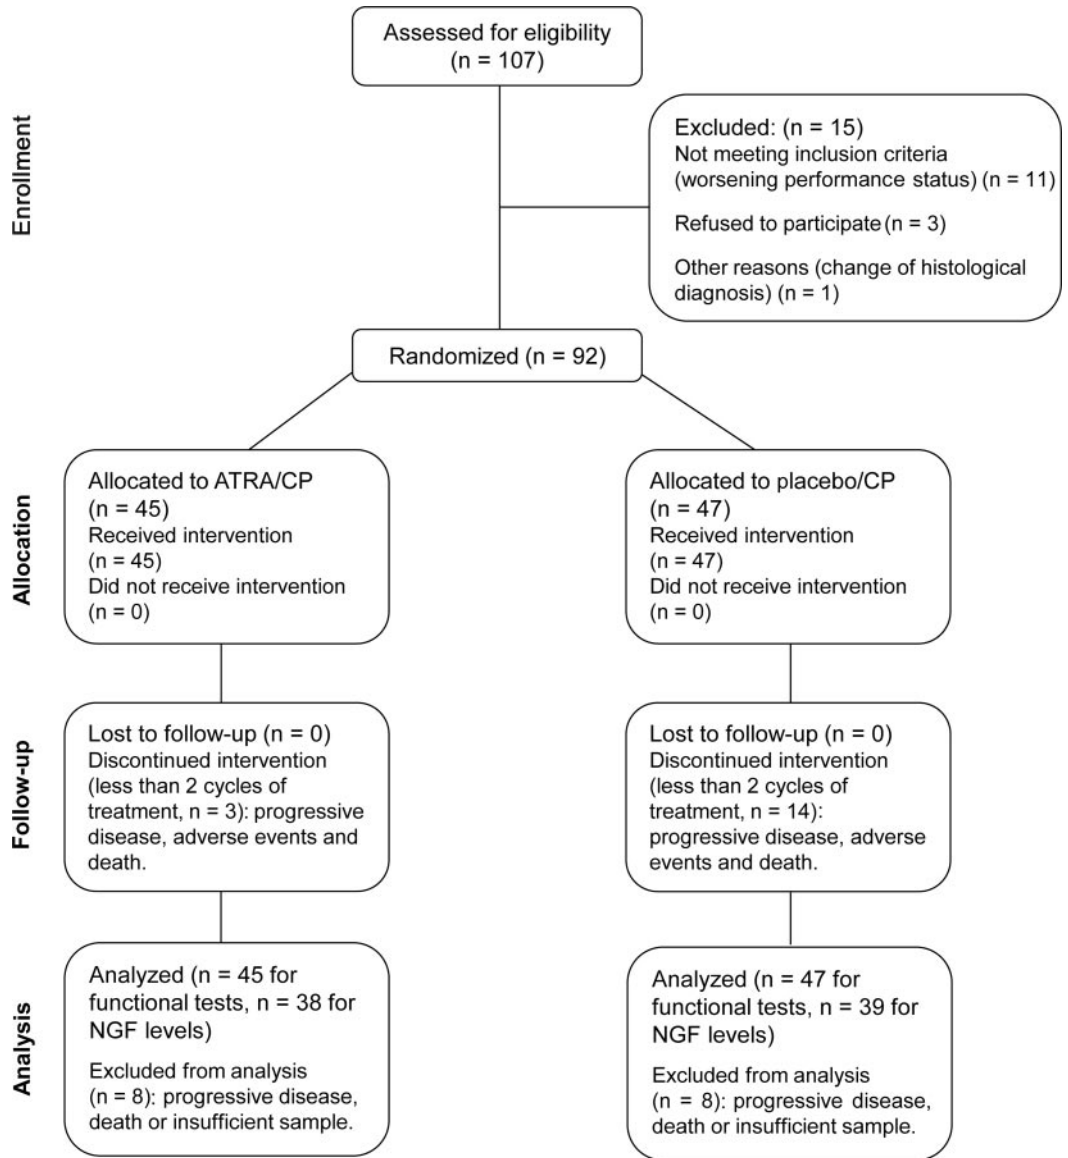 Assessed for eligibility
(n = 107)
Enrollment
Excluded: (n = 15)
Not meeting inclusion criteria
(worsening performance status) (n = 11)
Refused to participate (n = 3)
Other reasons (change of histological
diagnosis) (n = 1)
Randomized (n = 92)
Allocation
Allocated to ATRA/CP
(n = 45)
Received intervention
(n = 45)
Did not receive intervention
(n = 0)
Allocated to placebo/CP
(n = 47)
Received intervention
(n = 47)
Did not receive intervention
(n = 0)
Follow-up
Lost to follow-up (n = 0)
Discontinued intervention
(less than 2 cycles of
treatment, n = 3): progressive
disease, adverse events and
death.
Lost to follow-up (n = 0)
Discontinued intervention
(less than 2 cycles of
treatment, n = 14):
progressive disease, adverse
events and death.
Analysis
Analyzed (n = 45 for
functional tests, n = 38 for
NGF levels)
Excluded from analysis
(n = 8): progressive disease,
death or insufficient sample.
Analyzed (n = 47 for
functional tests, n = 39 for
NGF levels)
Excluded from analysis
(n = 8): progressive disease,
death or insufficient sample.